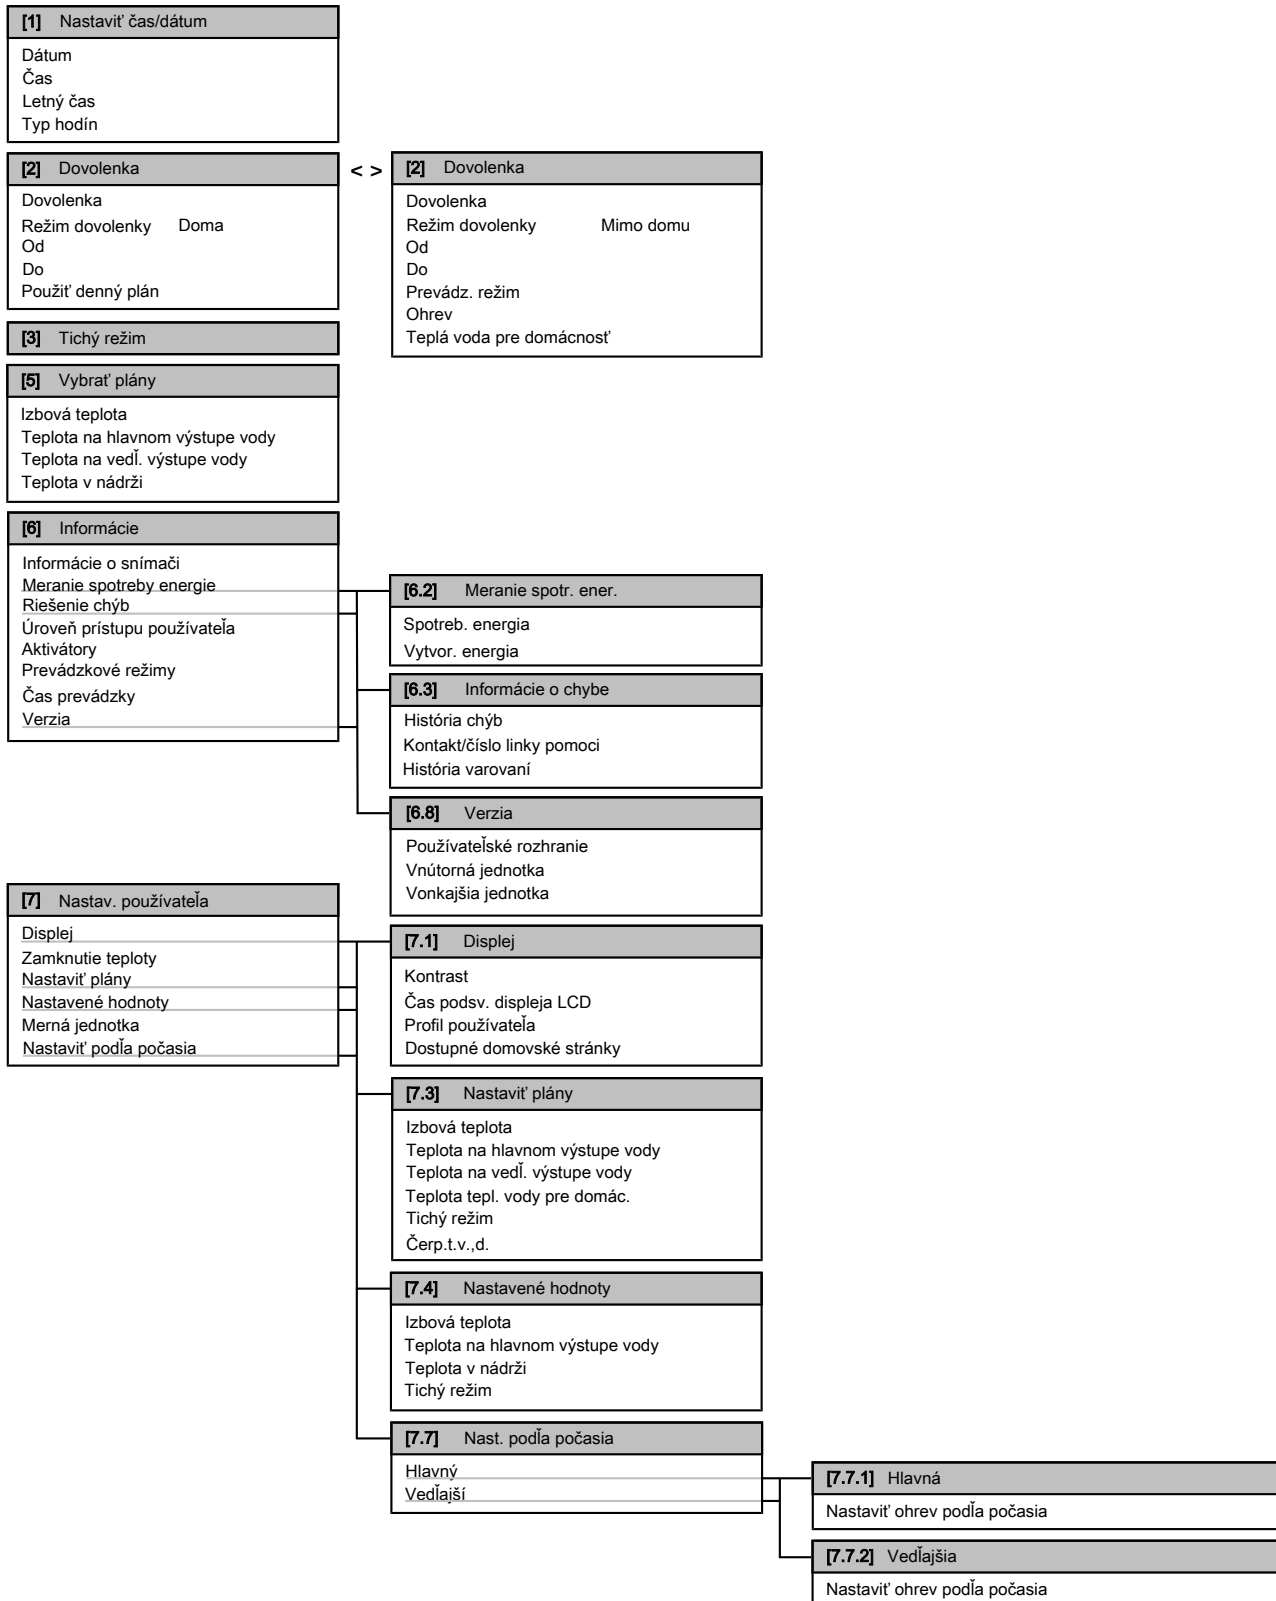 [1] Nastaviť čas/dátum
Dátum
Čas
Letný čas
Typ hodín
[2] Dovolenka
Dovolenka
Režim dovolenky Doma
Od
Do
Použiť denný plán
< >
[2] Dovolenka
Dovolenka
Režim dovolenky Mimo domu
Od
Do
Prevádz. režim
Ohrev
Teplá voda pre domácnosť
[3] Tichý režim
[5] Vybrať plány
Izbová teplota
Teplota na hlavnom výstupe vody
Teplota na vedľ. výstupe vody
Teplota v nádrži
[6] Informácie
Informácie o snímači
Meranie spotreby energie
Riešenie chýb
Úroveň prístupu používateľa
Aktivátory
Prevádzkové režimy
Čas prevádzky
Verzia
[6.2] Meranie spotr. ener.
Spotreb. energia
Vytvor. energia
[6.3] Informácie o chybe
História chýb
Kontakt/číslo linky pomoci
História varovaní
[6.8] Verzia
Používateľské rozhranie
Vnútorná jednotka
Vonkajšia jednotka
[7] Nastav. používateľa
Displej
Zamknutie teploty
Nastaviť plány
Nastavené hodnoty
Merná jednotka
Nastaviť podľa počasia
[7.1] Displej
Kontrast
Čas podsv. displeja LCD
Profil používateľa
Dostupné domovské stránky
[7.3] Nastaviť plány
Izbová teplota
Teplota na hlavnom výstupe vody
Teplota na vedľ. výstupe vody
Teplota tepl. vody pre domác.
Tichý režim
Čerp.t.v.,d.
[7.4] Nastavené hodnoty
Izbová teplota
Teplota na hlavnom výstupe vody
Teplota v nádrži
Tichý režim
[7.7] Nast. podľa počasia
Hlavný
Vedľajší
[7.7.1] Hlavná
Nastaviť ohrev podľa počasia
[7.7.2] Vedľajšia
Nastaviť ohrev podľa počasia